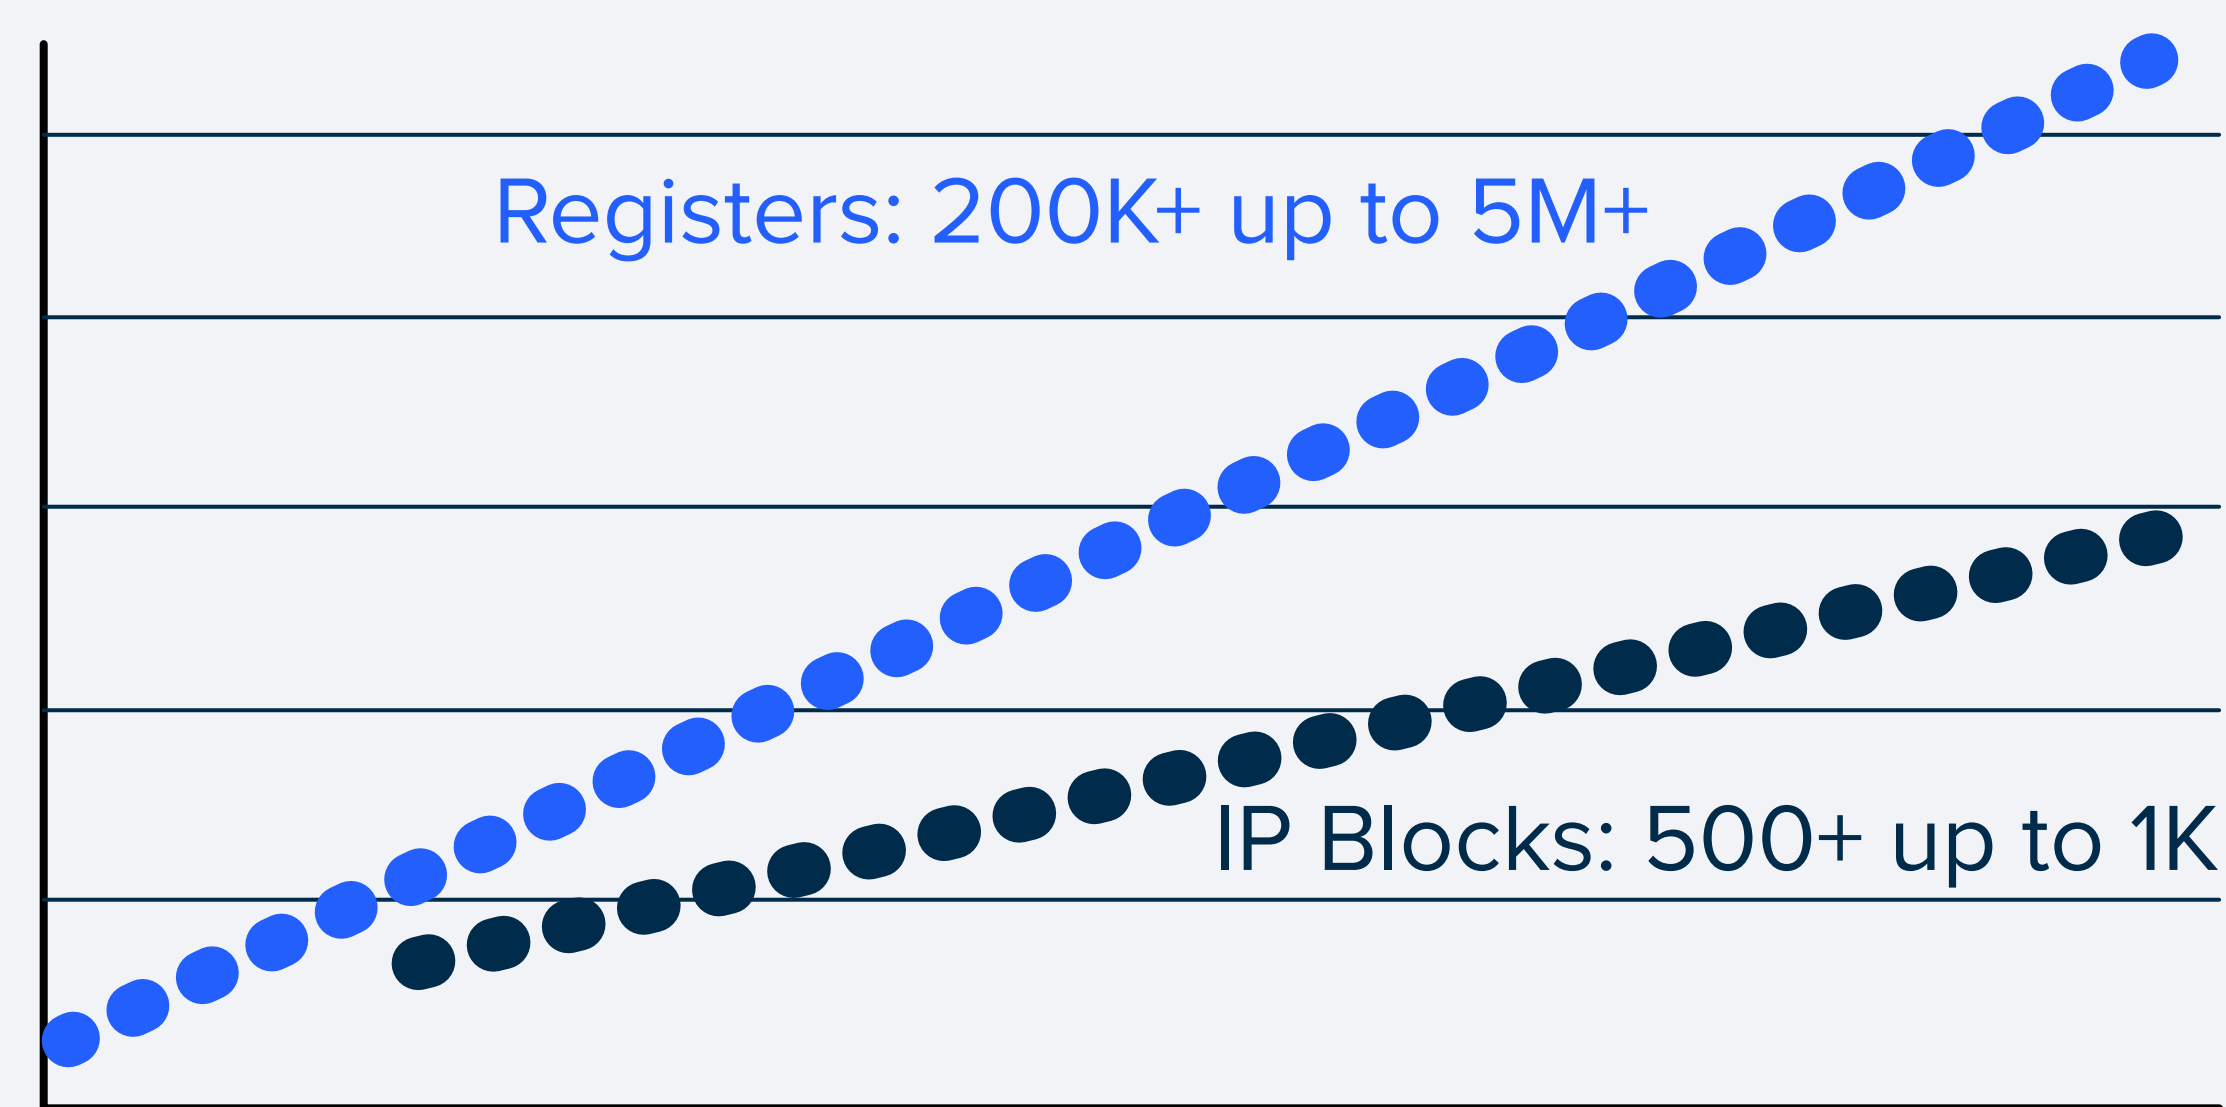 Registers: 200K+ up to 5M+
IP Blocks: 500+ up to 1K